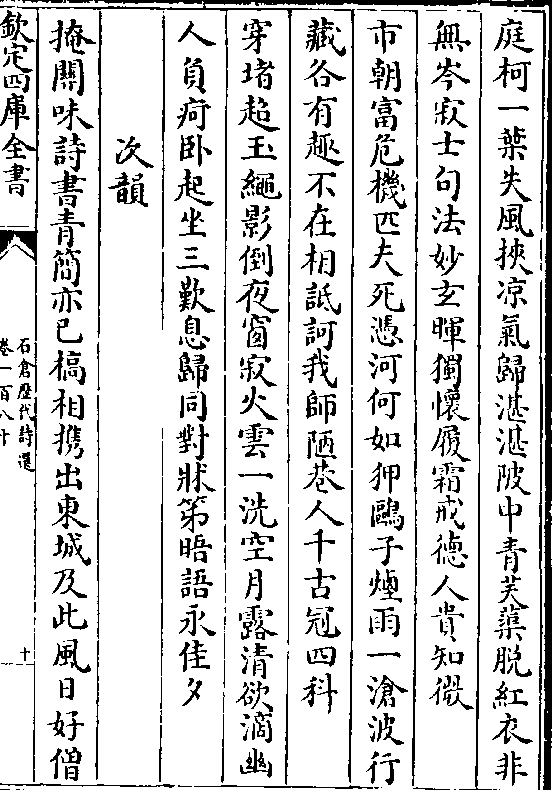 庭柯一葉失風挾凉氣歸湛湛陂中青芙蕖脱紅衣非
無岑寂士句法妙玄暉獨懷履霜戒德人貴知微
市朝富危機匹夫死憑河何如狎鷗子煙雨一滄波行
藏各有趣不在相詆訶我師陋巷人千古冠四科
穿堵起玉繩影倒夜窗寂火雲一洗空月露清欲滴幽
人負疴卧起坐三歎息歸同對牀第晤語永佳夕
次韻
掩關味詩書青簡亦已槁相携出東城及此風日好僧
欽定四庫全書
石倉歷代詩選
卷一百八十
十